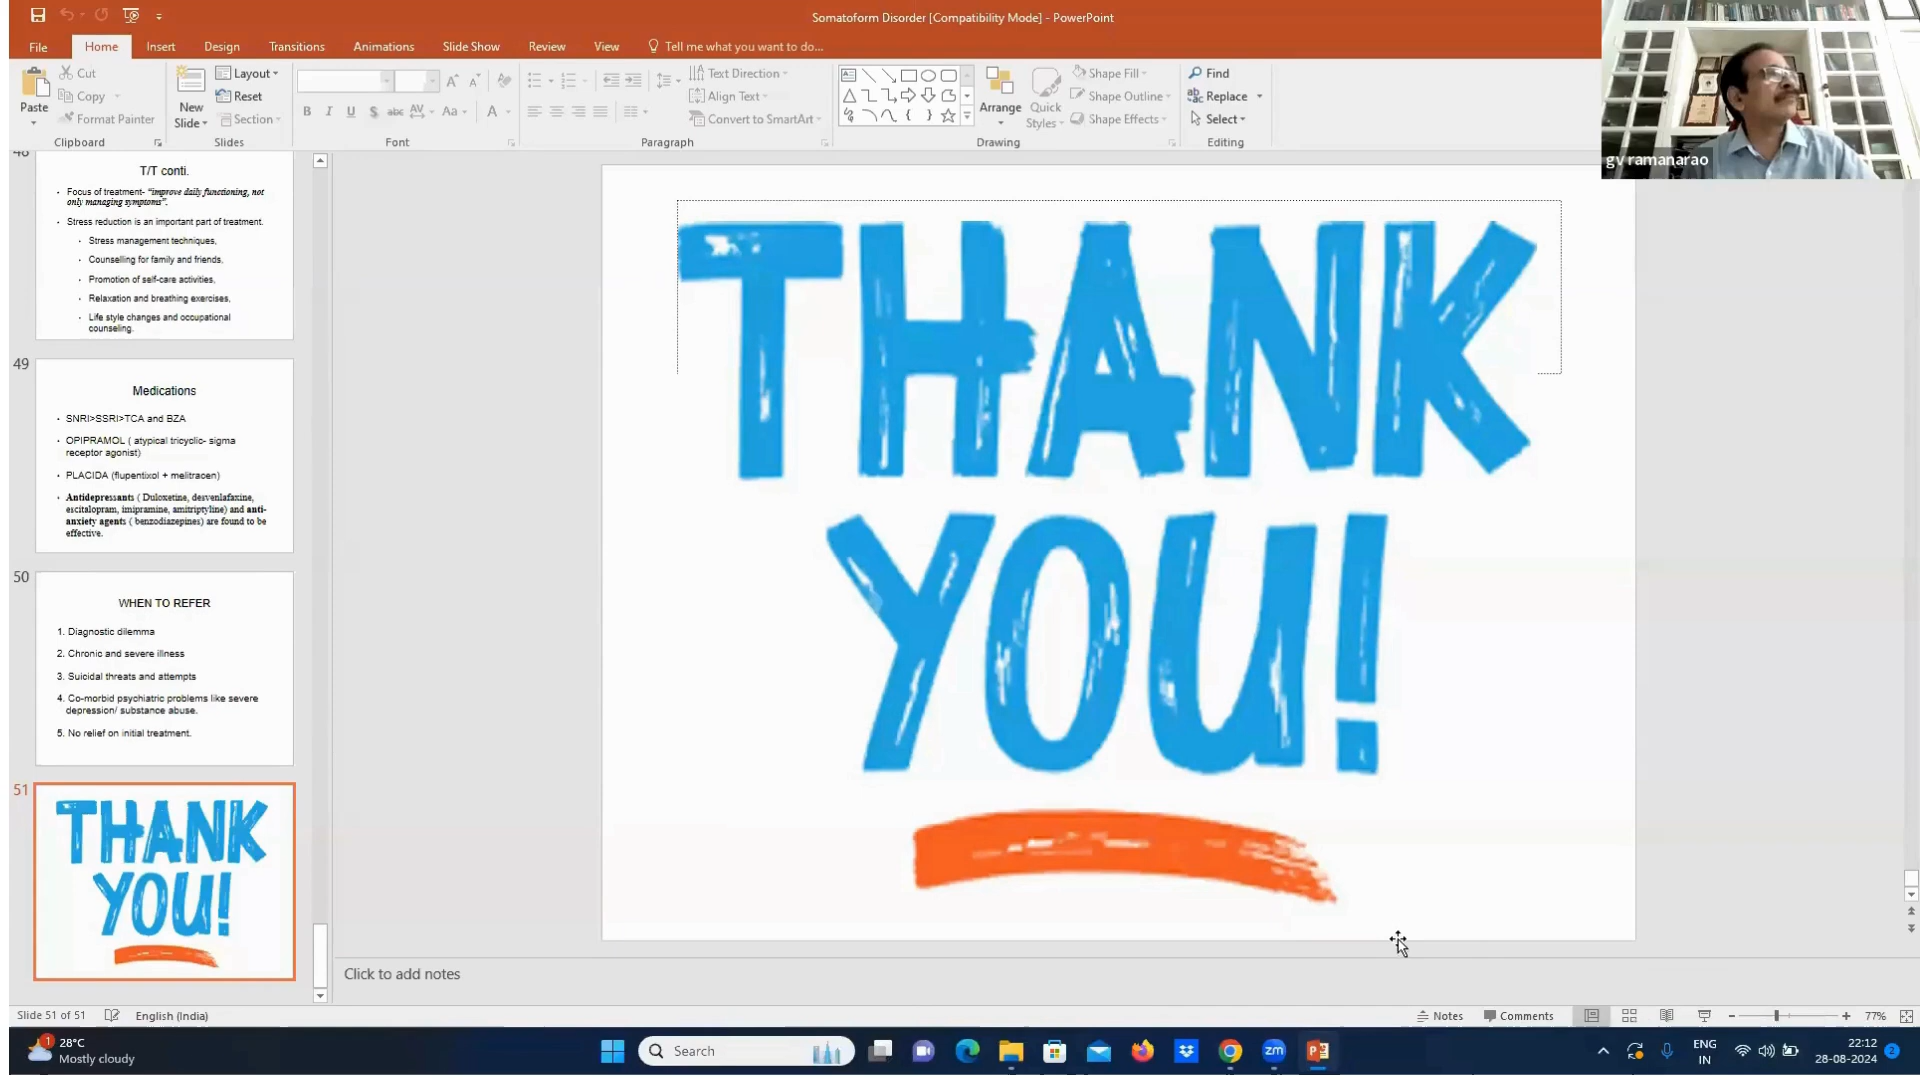 Somatoform Disorder [Compatibility Mode] - PowerPoint
File
Home
Insert
Design
Transitions
Animations
Slide Show
Review
View
Tell me what you want to do...
Paste
Cut
Copy
Format Painter
Clipboard
New
Slide
Layout
Reset
Section
Slides
B I U S abc AV Aa A
Font
Text Direction
Align Text
Convert to SmartArt
Paragraph
Arrange
Quick
Styles
Shape Fill
Shape Outline
Shape Effects
Drawing
Find
Replace
Select
Editing
gv ramanarao
T/T conti.
• Focus of treatment- “improve daily functioning, not
only managing symptoms”.
• Stress reduction is an important part of treatment.
• Stress management techniques,
• Counselling for family and friends,
• Promotion of self-care activities,
• Relaxation and breathing exercises,
• Life style changes and occupational
counseling.
49
Medications
• SNRI>SSRI>TCA and BZA
• OPIPRAMOL ( atypical tricyclic- sigma
receptor agonist)
• PLACIDA (flupentixol + melitracen)
• Antidepressants ( Duloxetine, desvenlafaxine,
escitalopram, imipramine, amitriptyline) and anti-
anxiety agents ( benzodiazepines) are found to be
effective.
50
WHEN TO REFER
1. Diagnostic dilemma
2. Chronic and severe illness
3. Suicidal threats and attempts
4. Co-morbid psychiatric problems like severe
depression/ substance abuse.
5. No relief on initial treatment.
51
THANK
YOU!
THANK
YOU!
Click to add notes
Slide 51 of 51
English (India)
Notes
Comments
77%
1
28°C
Mostly cloudy
Search
zm
ENG
IN
22:12
28-08-2024
2